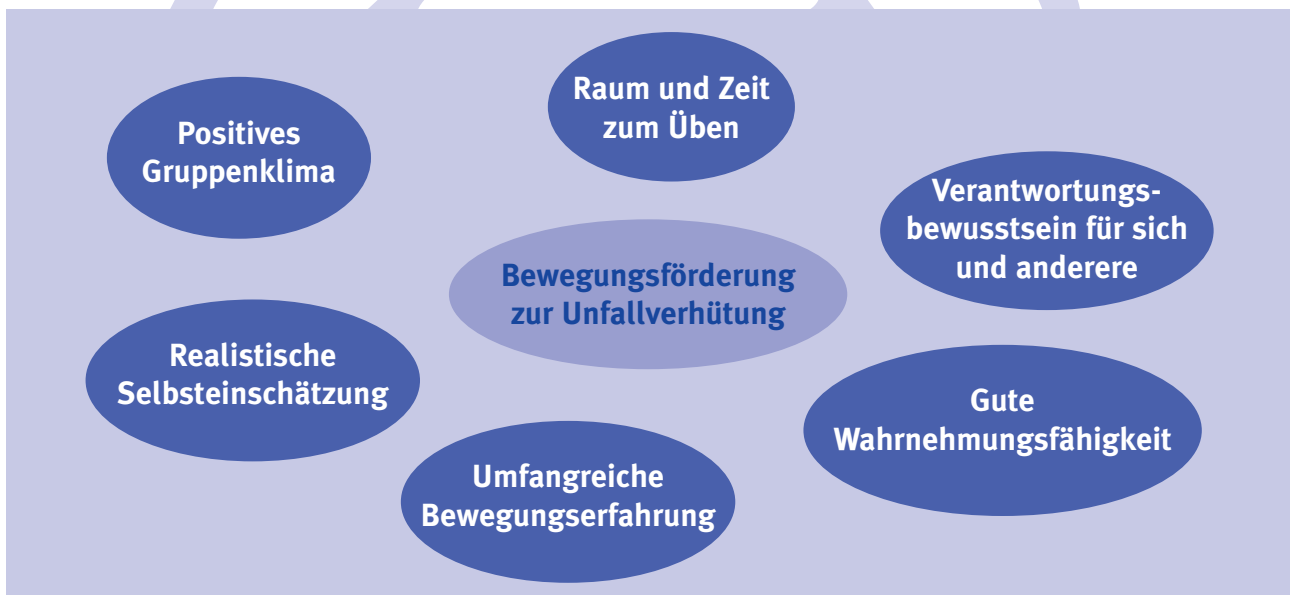 Raum und Zeit
zum Üben
Positives
Gruppenklima
Verantwortungs-
bewusstsein für sich
und anderere
Bewegungsförderung
zur Unfallverhütung
Realistische
Selbsteinschätzung
Gute
Wahrnehmungsfähigkeit
Umfangreiche
Bewegungserfahrung